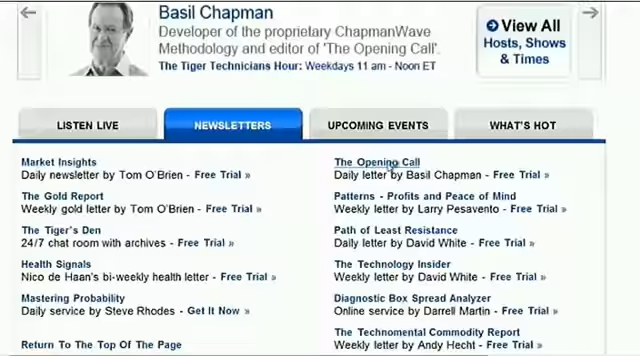 Basil Chapman
Developer of the proprietary ChapmanWave
Methodology and editor of 'The Opening Call'.
The Tiger Technicians Hour: Weekdays 11 am - Noon ET
View All
Hosts, Shows
& Times
LISTEN LIVE
NEWSLETTERS
UPCOMING EVENTS
WHAT'S HOT
Market Insights
Daily newsletter by Tom O'Brien - Free Trial »
The Gold Report
Weekly gold letter by Tom O'Brien - Free Trial »
The Tiger's Den
24/7 chat room with archives - Free Trial »
Health Signals
Nico de Haan's bi-weekly health letter - Free Trial »
Mastering Probability
Daily service by Steve Rhodes - Get It Now »
Return To The Top Of The Page
The Opening Call
Daily letter by Basil Chapman - Free Trial »
Patterns - Profits and Peace of Mind
Weekly letter by Larry Pesavento - Free Trial »
Path of Least Resistance
Daily letter by David White - Free Trial »
The Technology Insider
Weekly letter by David White - Free Trial »
Diagnostic Box Spread Analyzer
Online service by Darrell Martin - Free Trial »
The Technomental Commodity Report
Weekly letter by Andy Hecht - Free Trial »